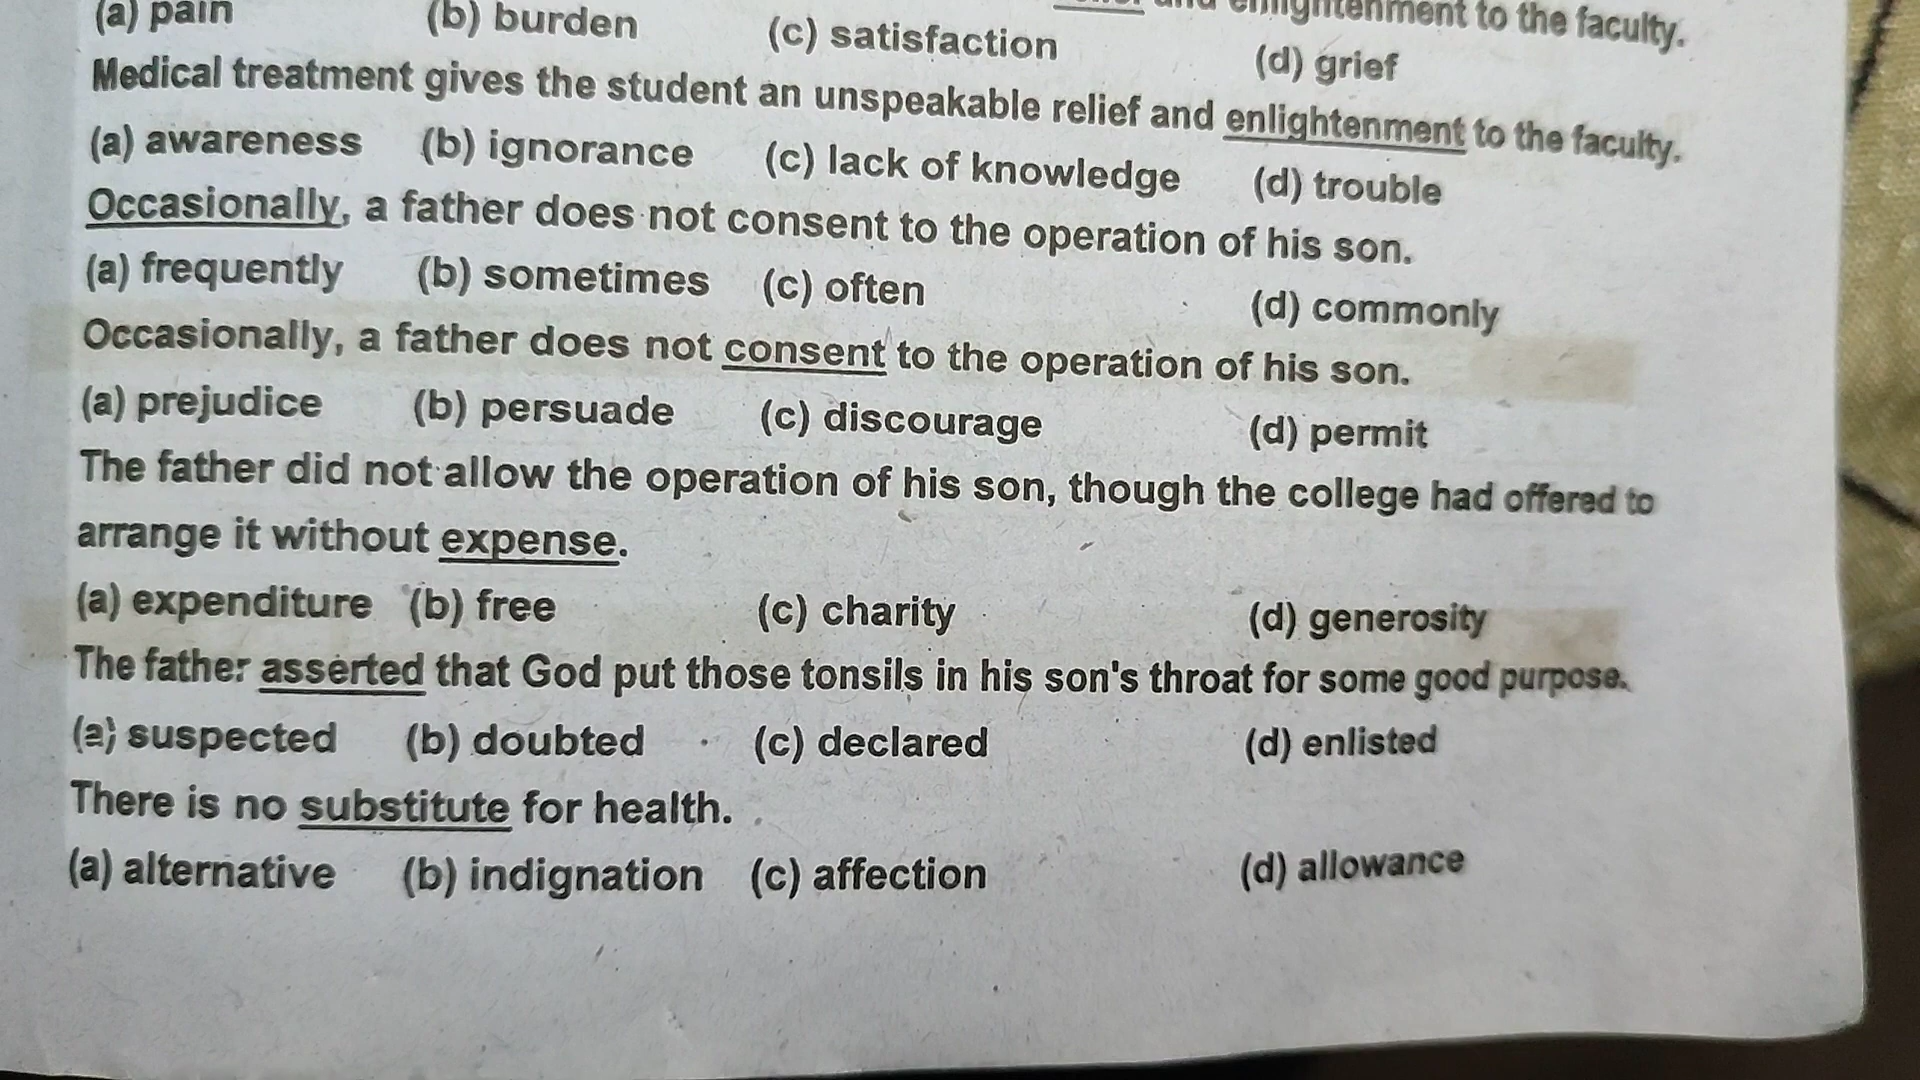 enlightenment to the faculty.
(a) pain (b) burden (c) satisfaction (d) grief
Medical treatment gives the student an unspeakable relief and enlightenment to the faculty.
(a) awareness (b) ignorance (c) lack of knowledge (d) trouble
Occasionally, a father does not consent to the operation of his son.
(a) frequently (b) sometimes (c) often (d) commonly
Occasionally, a father does not consent to the operation of his son.
(a) prejudice (b) persuade (c) discourage (d) permit
The father did not allow the operation of his son, though the college had offered to
arrange it without expense.
(a) expenditure (b) free (c) charity (d) generosity
The father asserted that God put those tonsils in his son's throat for some good purpose.
(a) suspected (b) doubted (c) declared (d) enlisted
There is no substitute for health.
(a) alternative (b) indignation (c) affection (d) allowance